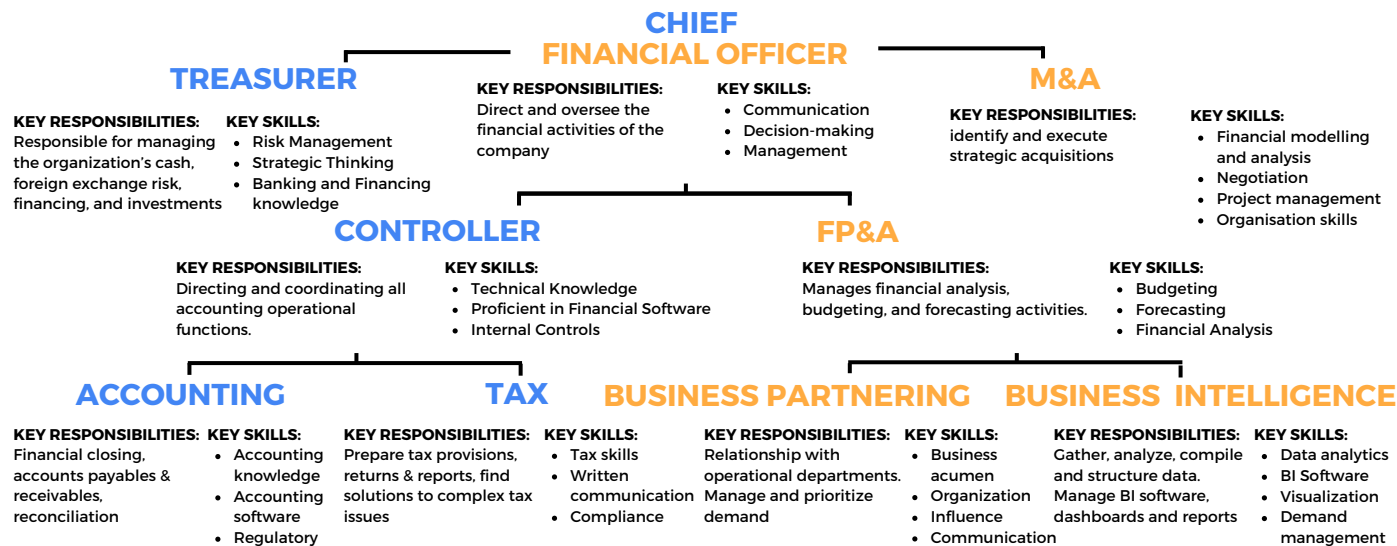 CHIEF
FINANCIAL OFFICER
KEY RESPONSIBILITIES:
Direct and oversee the
financial activities of the
company
KEY SKILLS:
• Communication
• Decision-making
• Management
TREASURER
KEY RESPONSIBILITIES:
Responsible for managing
the organization's cash,
foreign exchange risk,
financing, and investments
KEY SKILLS:
• Risk Management
• Strategic Thinking
• Banking and Financing
knowledge
M&A
KEY RESPONSIBILITIES:
identify and execute
strategic acquisitions
KEY SKILLS:
• Financial modelling
and analysis
• Negotiation
• Project management
• Organisation skills
CONTROLLER
KEY RESPONSIBILITIES:
Directing and coordinating all
accounting operational
functions.
KEY SKILLS:
• Technical Knowledge
• Proficient in Financial Software
• Internal Controls
FP&A
KEY RESPONSIBILITIES:
Manages financial analysis,
budgeting, and forecasting activities.
KEY SKILLS:
• Budgeting
• Forecasting
• Financial Analysis
ACCOUNTING
KEY RESPONSIBILITIES:
Financial closing,
accounts payables &
receivables,
reconciliation
KEY SKILLS:
• Accounting
knowledge
• Accounting
software
• Regulatory
TAX
KEY RESPONSIBILITIES:
Prepare tax provisions,
returns & reports, find
solutions to complex tax
issues
KEY SKILLS:
• Tax skills
• Written
communication
• Compliance
BUSINESS PARTNERING
KEY RESPONSIBILITIES:
Relationship with
operational departments.
Manage and prioritize
demand
KEY SKILLS:
• Business
acumen
• Organization
• Influence
• Communication
BUSINESS INTELLIGENCE
KEY RESPONSIBILITIES:
Gather, analyze, compile
and structure data.
Manage BI software,
dashboards and reports
KEY SKILLS:
• Data analytics
• BI Software
• Visualization
• Demand
management